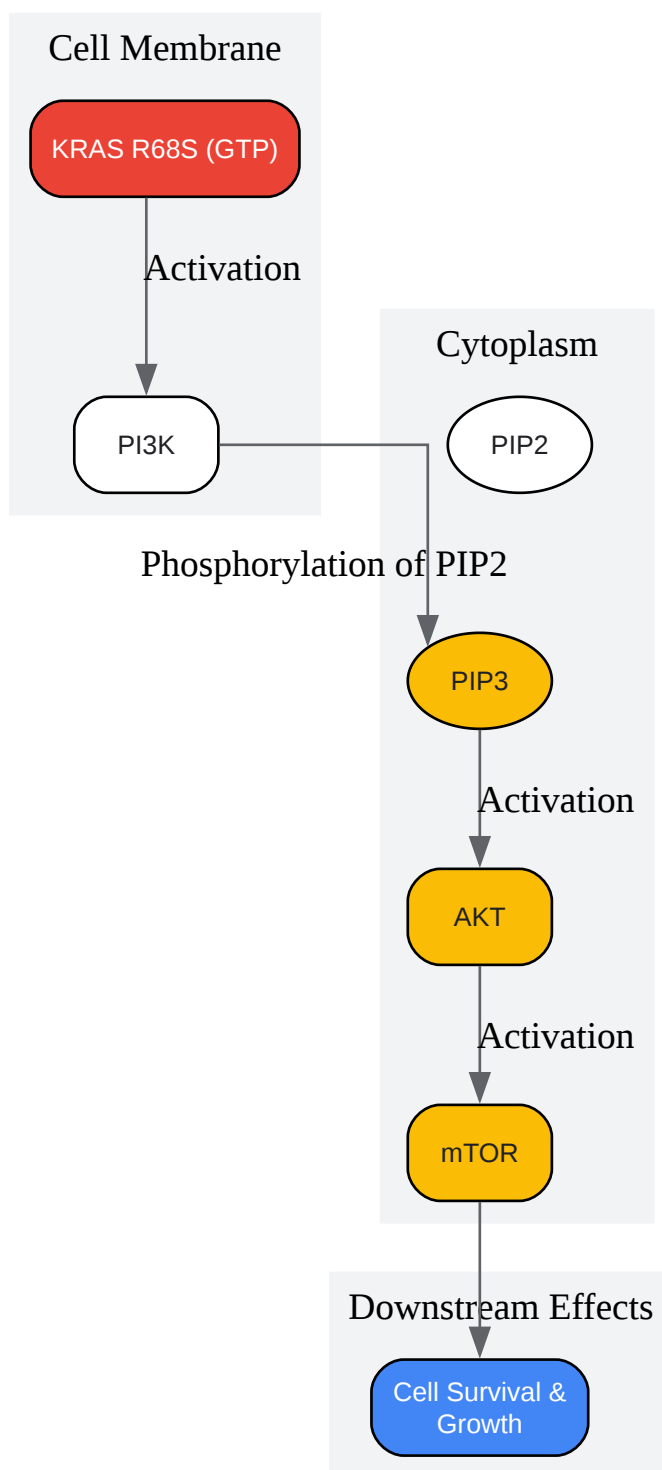 Cell Membrane
KRAS R68S (GTP)
Activation
Cytoplasm
PI3K
PIP2
Phosphorylation of PIP2
PIP3
Activation
AKT
Activation
mTOR
Downstream Effects
Cell Survival &
Growth